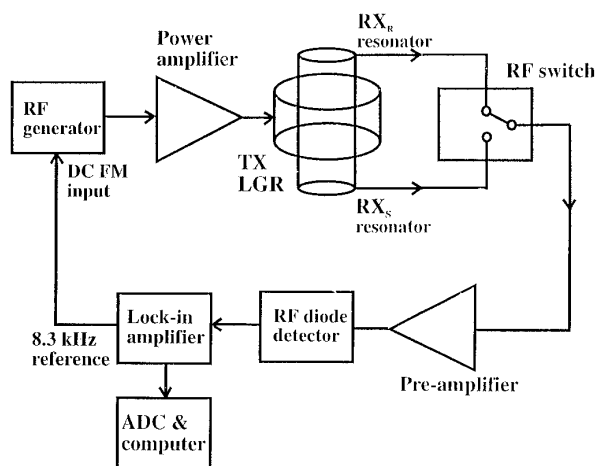 Power
amplifier
RX_R
resonator
RF switch
RF
generator
DC FM
input
TX
LGR
RX_S
resonator
8.3 kHz
reference
Lock-in
amplifier
RF diode
detector
Pre-amplifier
ADC &
computer